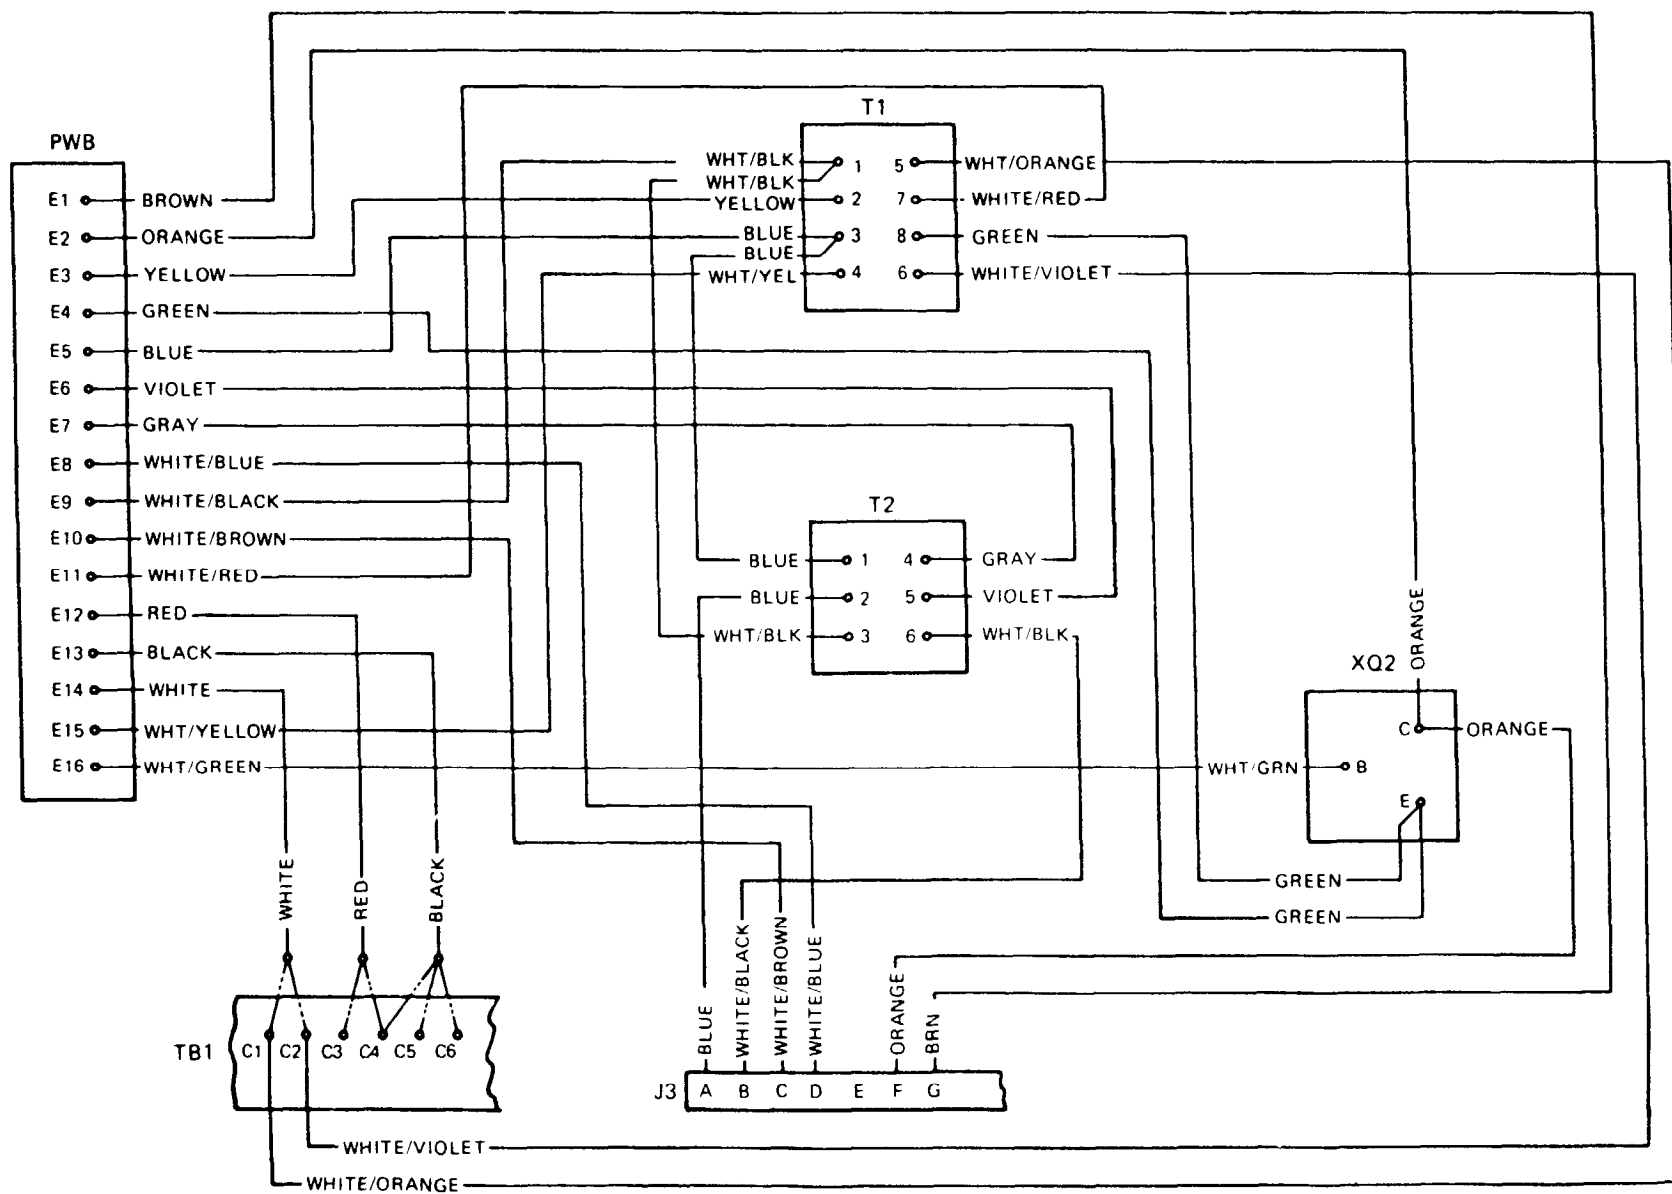 PWB
E1 BROWN
E2 ORANGE
E3 YELLOW
E4 GREEN
E5 BLUE
E6 VIOLET
E7 GRAY
E8 WHITE/BLUE
E9 WHITE/BLACK
E10 WHITE/BROWN
E11 WHITE/RED
E12 RED
E13 BLACK
E14 WHITE
E15 WHT/YELLOW
E16 WHT/GREEN
T1
WHT/BLK 1 5 WHT/ORANGE
WHT/BLK
YELLOW 2 7 WHITE/RED
BLUE 3 8 GREEN
BLUE
WHT/YEL 4 6 WHITE/VIOLET
T2
BLUE 1 4 GRAY
BLUE 2 5 VIOLET
WHT/BLK 3 6 WHT/BLK
XQ2
ORANGE
C ORANGE
WHT/GRN B
E
GREEN
GREEN
WHITE
RED
BLACK
TB1 C1 C2 C3 C4 C5 C6
BLUE
WHITE/BLACK
WHITE/BROWN
WHITE/BLUE
ORANGE
BRN
J3 A B C D E F G
WHITE/VIOLET
WHITE/ORANGE